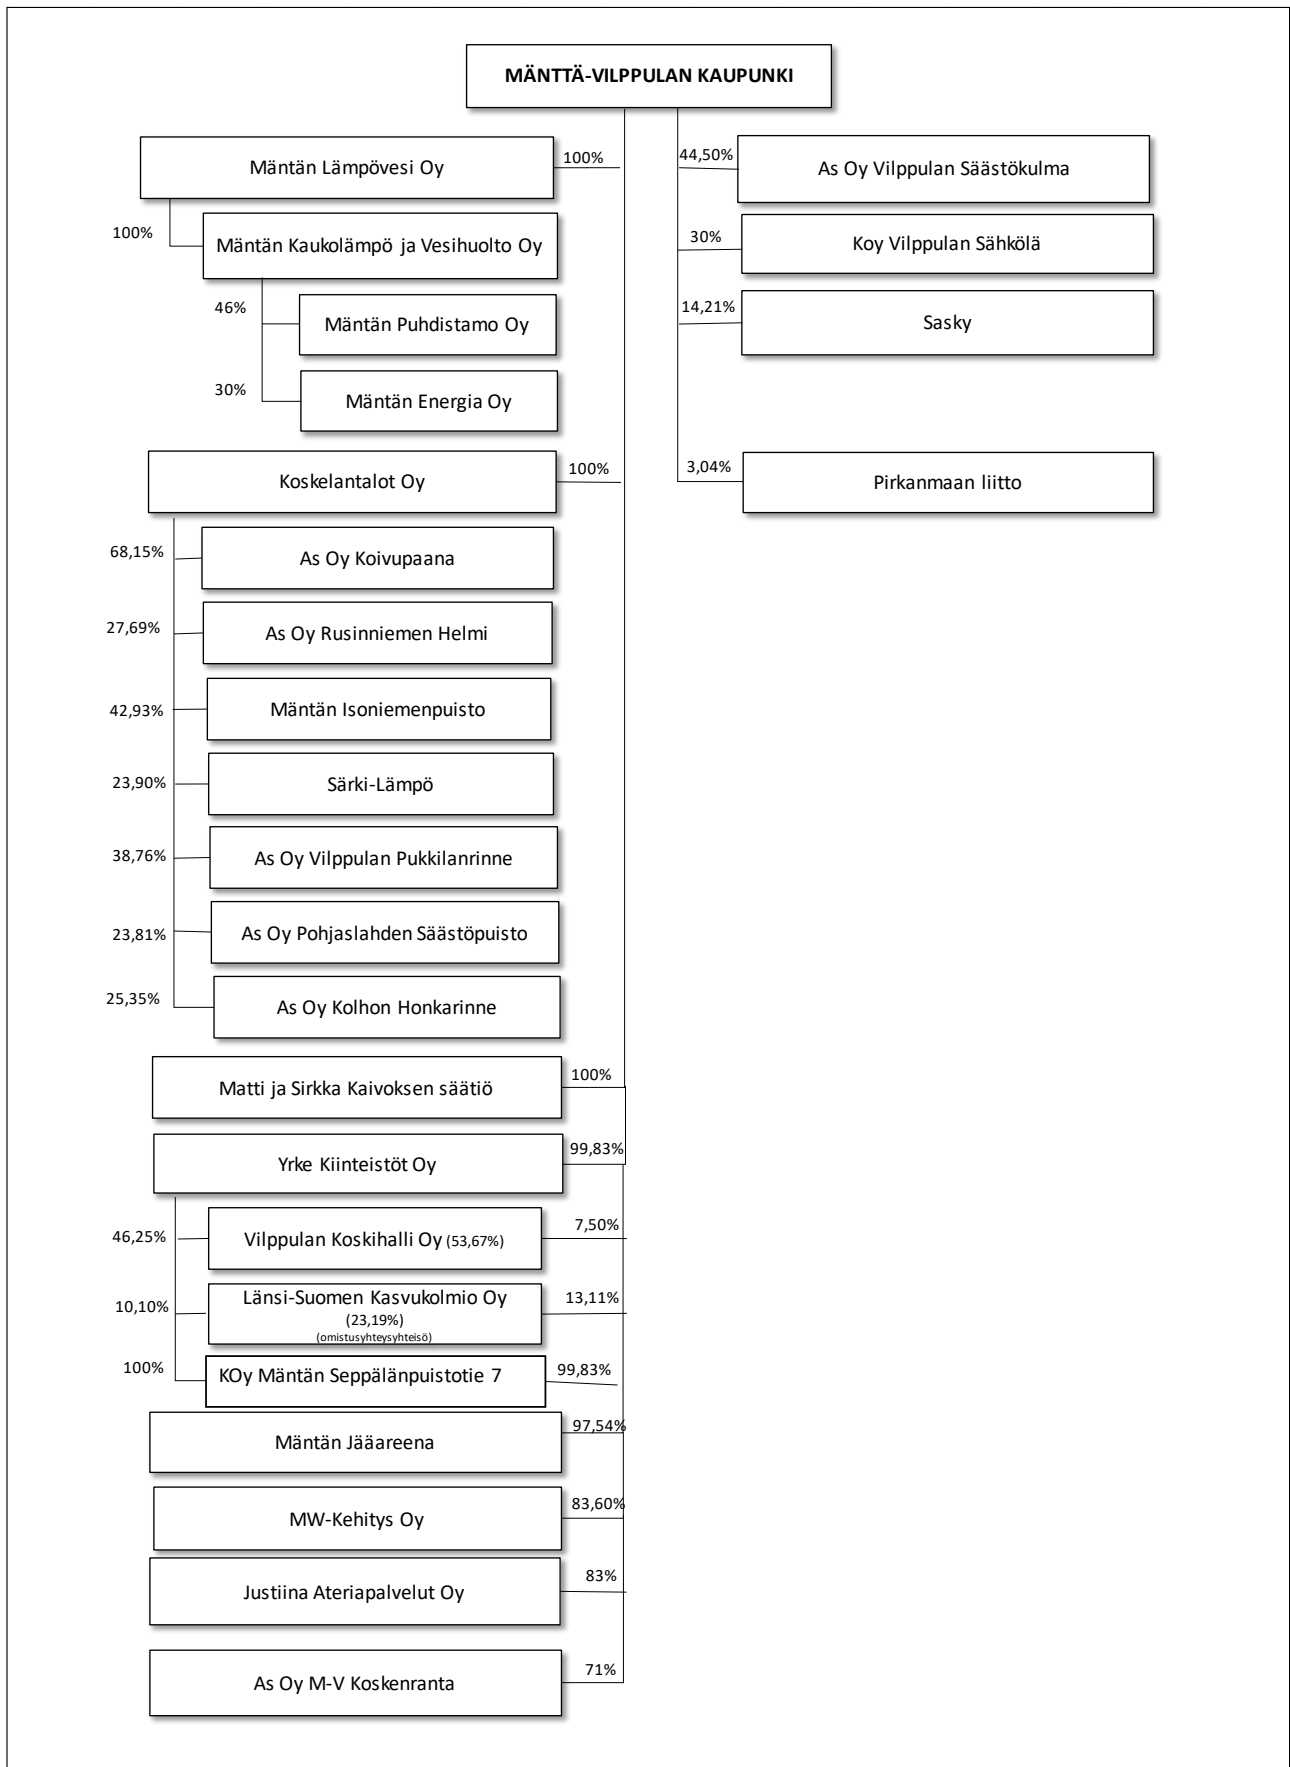 MÄNTTÄ-VILPPULAN KAUPUNKI
Mäntän Lämpövesi Oy
100%
100%
Mäntän Kaukolämpö ja Vesihuolto Oy
46%
Mäntän Puhdistamo Oy
30%
Mäntän Energia Oy
Koskelantalot Oy
100%
68,15%
As Oy Koivupaana
27,69%
As Oy Rusinniemen Helmi
42,93%
Mäntän Isoniemenpuisto
23,90%
Särki-Lämpö
38,76%
As Oy Vilppulan Pukkilanrinne
23,81%
As Oy Pohjaslahden Säästöpuisto
25,35%
As Oy Kolhon Honkarinne
Matti ja Sirkka Kaivoksen säätiö
100%
Yrke Kiinteistöt Oy
99,83%
46,25%
Vilppulan Koskihalli Oy (53,67%)
7,50%
10,10%
Länsi-Suomen Kasvukolmio Oy
(23,19%)
(omistusyhteysyhteisö)
13,11%
100%
KOy Mäntän Seppälänpuistotie 7
99,83%
Mäntän Jääareena
97,54%
MW-Kehitys Oy
83,60%
Justiina Ateriapalvelut Oy
83%
As Oy M-V Koskenranta
71%
44,50%
As Oy Vilppulan Säästökulma
30%
Koy Vilppulan Sähkölä
14,21%
Sasky
3,04%
Pirkanmaan liitto